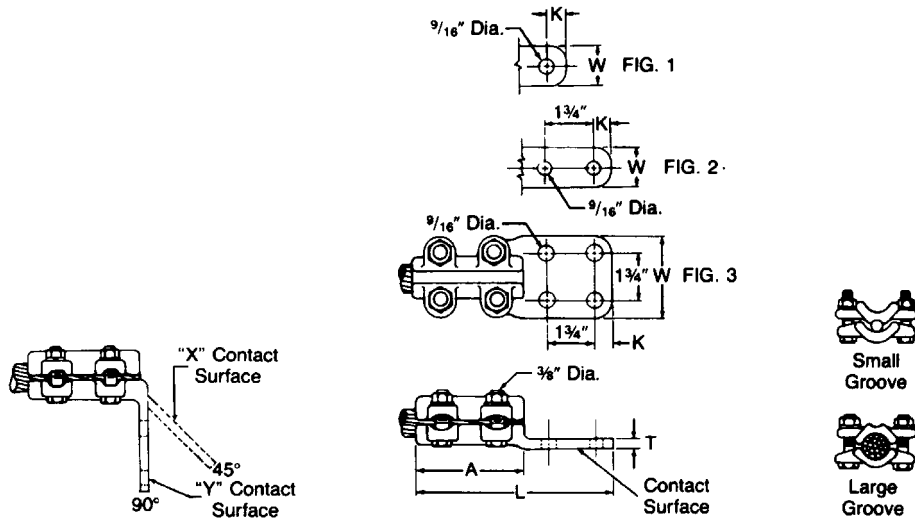 K
9/16" Dia.
W FIG. 1
1¾"
K
W FIG. 2
9/16" Dia.
9/16" Dia.
1¾" W FIG. 3
1¾"
K
"X" Contact
Surface
45°
"Y" Contact
Surface
90°
⅜" Dia.
T
A
L
Contact
Surface
Small
Groove
Large
Groove